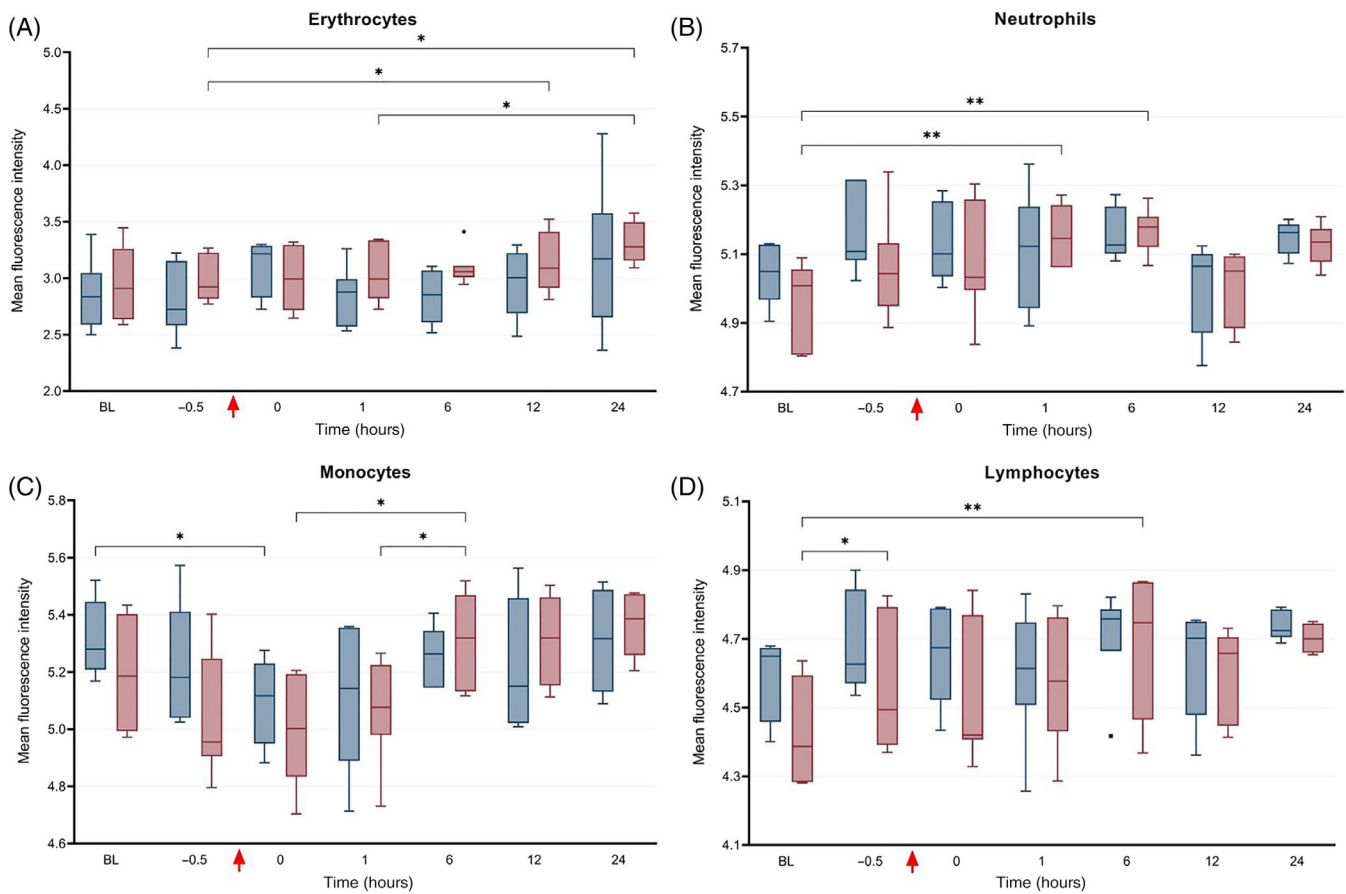 (A)
Erythrocytes
*
*
*
5.0
4.5
4.0
3.5
3.0
2.5
2.0
Mean fluorescence intensity
BL −0.5 0 1 6 12 24
Time (hours)
(B)
Neutrophils
**
**
5.7
5.5
5.3
5.1
4.9
4.7
Mean fluorescence intensity
BL −0.5 0 1 6 12 24
Time (hours)
(C)
Monocytes
*
*
*
5.8
5.6
5.4
5.2
5.0
4.8
4.6
Mean fluorescence intensity
BL −0.5 0 1 6 12 24
Time (hours)
(D)
Lymphocytes
**
*
5.1
4.9
4.7
4.5
4.3
4.1
Mean fluorescence intensity
BL −0.5 0 1 6 12 24
Time (hours)